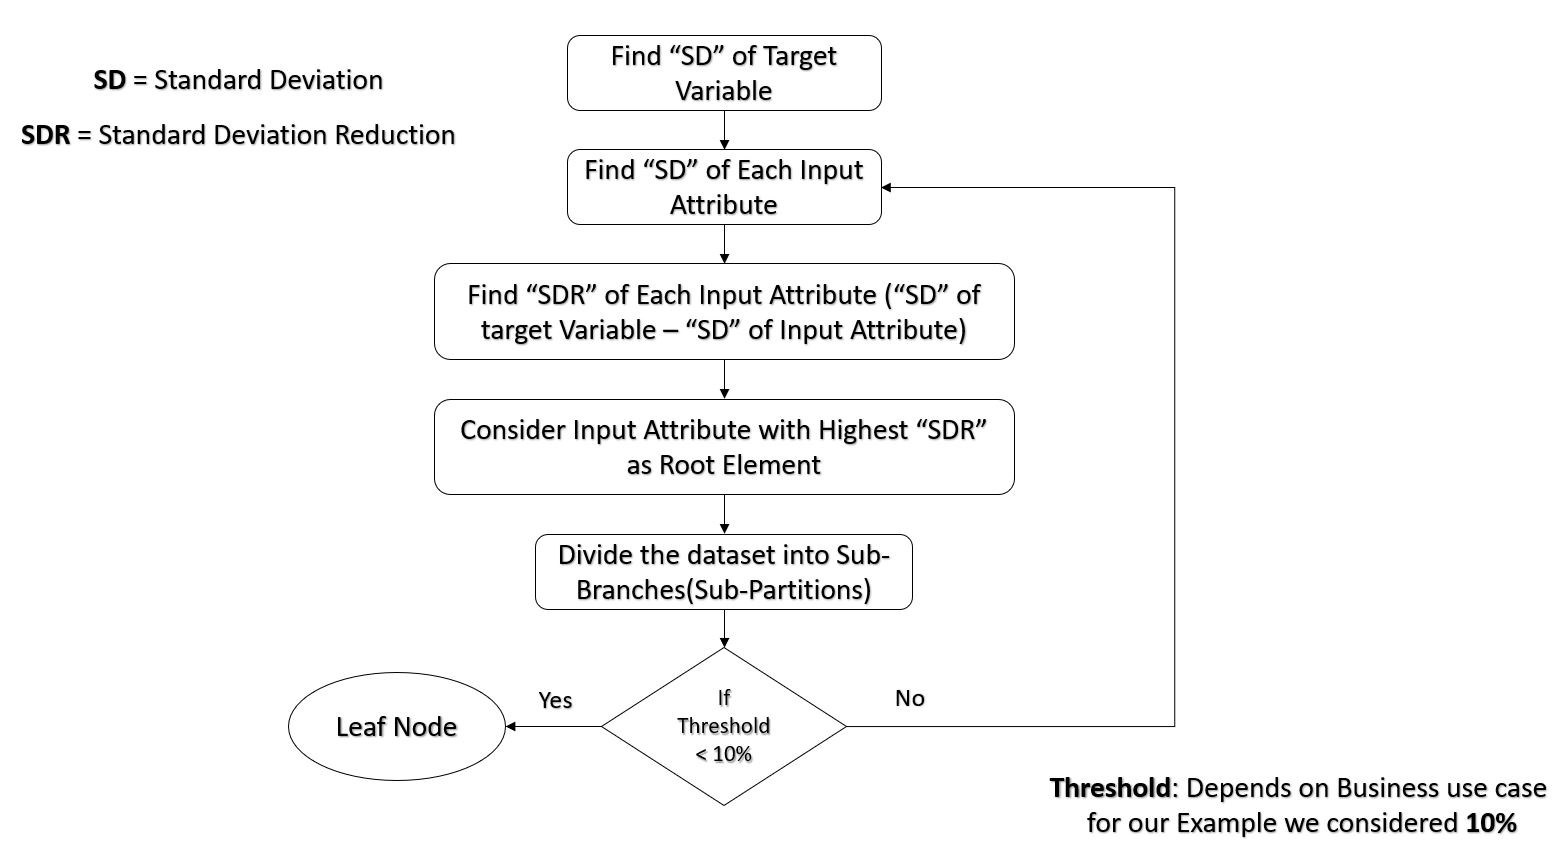 Find “SD” of Target
Variable
SD = Standard Deviation
SDR = Standard Deviation Reduction
Find “SD” of Each Input
Attribute
Find “SDR” of Each Input Attribute (“SD” of
target Variable – “SD” of Input Attribute)
Consider Input Attribute with Highest “SDR”
as Root Element
Divide the dataset into Sub-
Branches(Sub-Partitions)
If
Threshold
< 10%
Yes
No
Leaf Node
Threshold: Depends on Business use case
for our Example we considered 10%